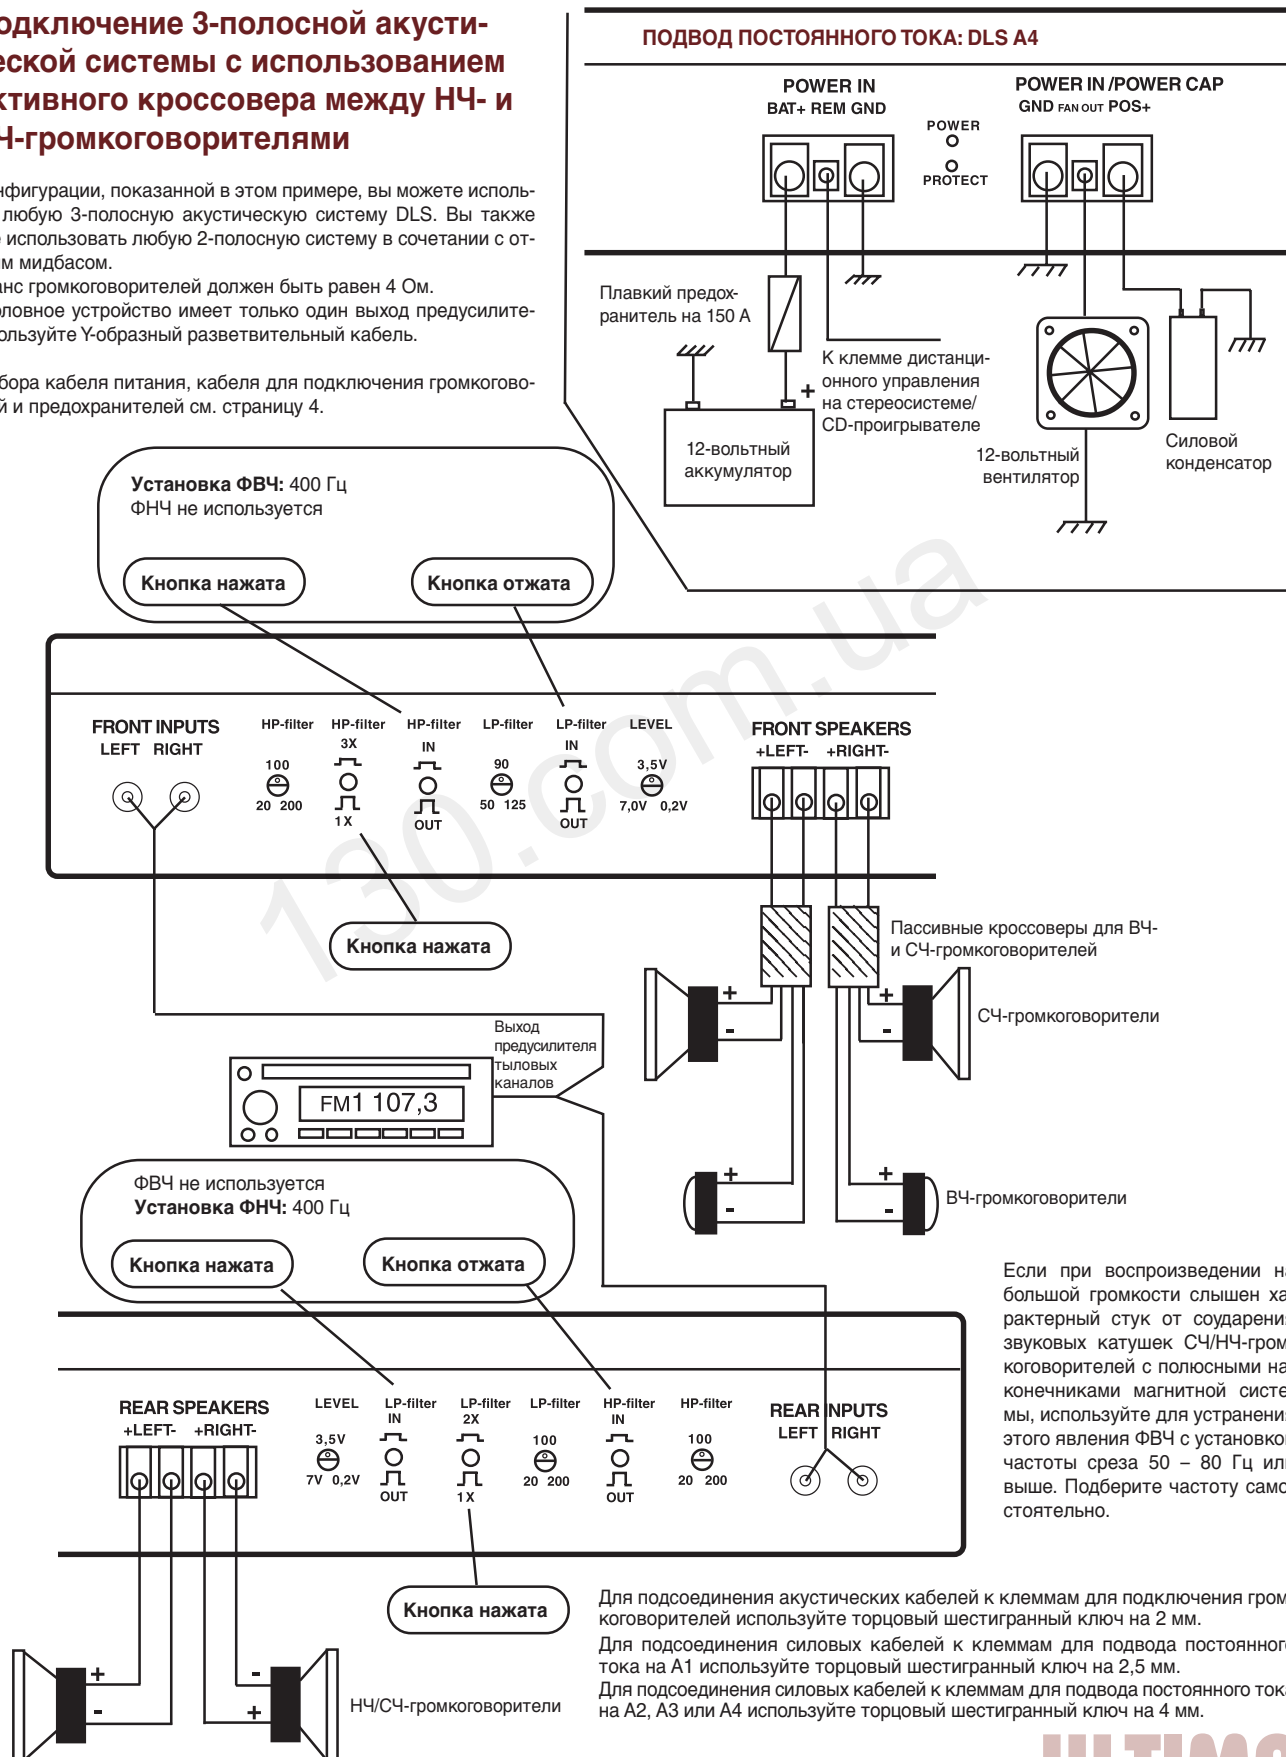 одключение 3-полосной акусти-
еской системы с использованием
ктивного кроссовера между НЧ- и
Ч-громкоговорителями
нфигурации, показанной в этом примере, вы можете исполь-
любую 3-полосную акустическую систему DLS. Вы также
е использовать любую 2-полосную систему в сочетании с от-
ым мидбасом.
анс громкоговорителей должен быть равен 4 Ом.
оловное устройство имеет только один выход предусилите-
ользуйте Y-образный разветвительный кабель.
бора кабеля питания, кабеля для подключения громкогово-
й и предохранителей см. страницу 4.
ПОДВОД ПОСТОЯННОГО ТОКА: DLS A4
POWER IN
BAT+ REM GND
POWER
PROTECT
POWER IN /POWER CAP
GND FAN OUT POS+
Плавкий предох-
ранитель на 150 А
+
К клемме дистанци-
онного управления
на стереосистеме/
CD-проигрывателе
12-вольтный
аккумулятор
12-вольтный
вентилятор
Силовой
конденсатор
Установка ФВЧ: 400 Гц
ФНЧ не используется
Кнопка нажата
Кнопка отжата
FRONT INPUTS
LEFT RIGHT
HP-filter
100
20 200
HP-filter
3X
1X
HP-filter
IN
OUT
LP-filter
90
50 125
LP-filter
IN
OUT
LEVEL
3,5V
7,0V 0,2V
FRONT SPEAKERS
+LEFT- +RIGHT-
Кнопка нажата
130.com.ua
Пассивные кроссоверы для ВЧ-
и СЧ-громкоговорителей
+
-
+
-
СЧ-громкоговорители
Выход
предусилителя
тыловых
каналов
FM1 107,3
+
-
+
-
ВЧ-громкоговорители
ФВЧ не используется
Установка ФНЧ: 400 Гц
Кнопка нажата
Кнопка отжата
Если при воспроизведении на
большой громкости слышен ха
рактерный стук от соударения
звуковых катушек СЧ/НЧ-гром
коговорителей с полюсными на
конечниками магнитной систе
мы, используйте для устранения
этого явления ФВЧ с установкой
частоты среза 50 – 80 Гц или
выше. Подберите частоту само
стоятельно.
REAR SPEAKERS
+LEFT- +RIGHT-
LEVEL
3,5V
7V 0,2V
LP-filter
IN
OUT
LP-filter
2X
1X
LP-filter
100
20 200
HP-filter
IN
OUT
HP-filter
100
20 200
REAR INPUTS
LEFT RIGHT
Кнопка нажата
+
-
-
+
НЧ/СЧ-громкоговорители
Для подсоединения акустических кабелей к клеммам для подключения гром
коговорителей используйте торцовый шестигранный ключ на 2 мм.
Для подсоединения силовых кабелей к клеммам для подвода постоянного
тока на А1 используйте торцовый шестигранный ключ на 2,5 мм.
Для подсоединения силовых кабелей к клеммам для подвода постоянного тока
на А2, А3 или А4 используйте торцовый шестигранный ключ на 4 мм.